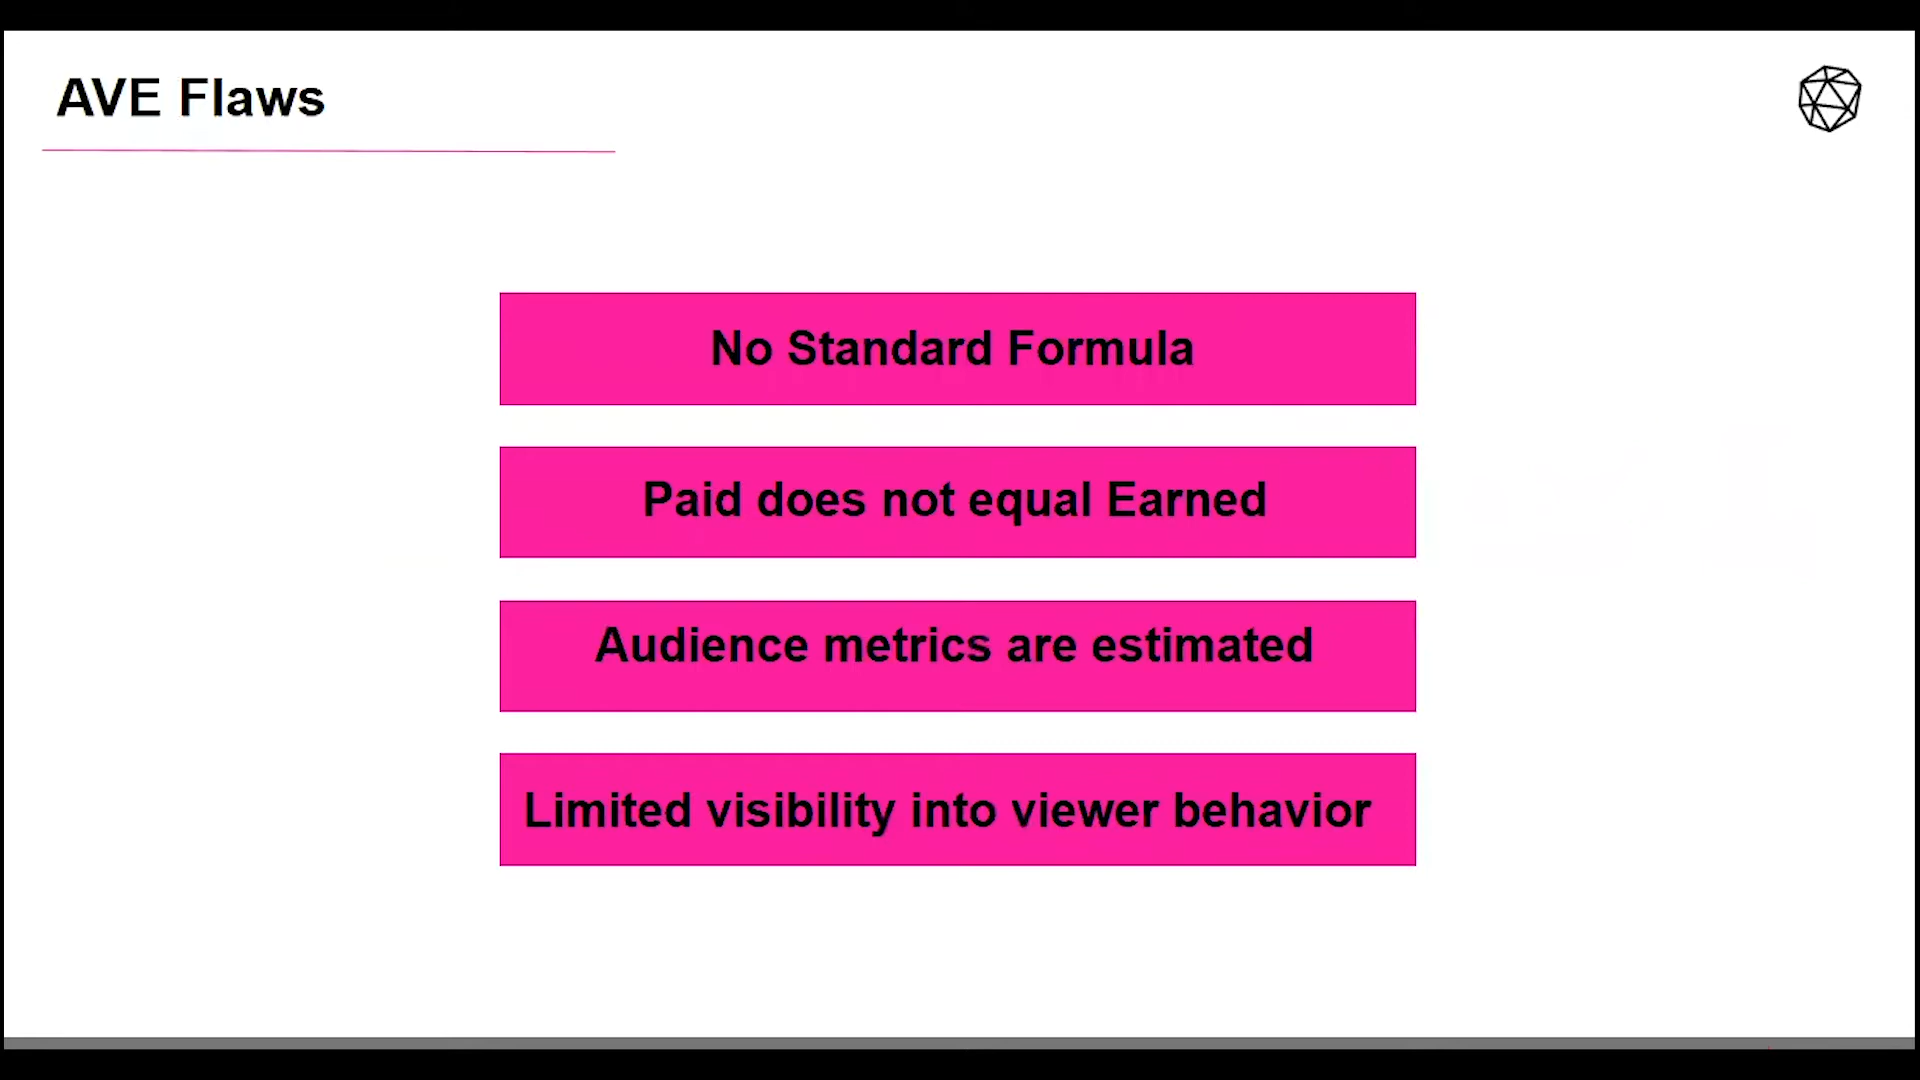 AVE Flaws
No Standard Formula
Paid does not equal Earned
Audience metrics are estimated
Limited visibility into viewer behavior